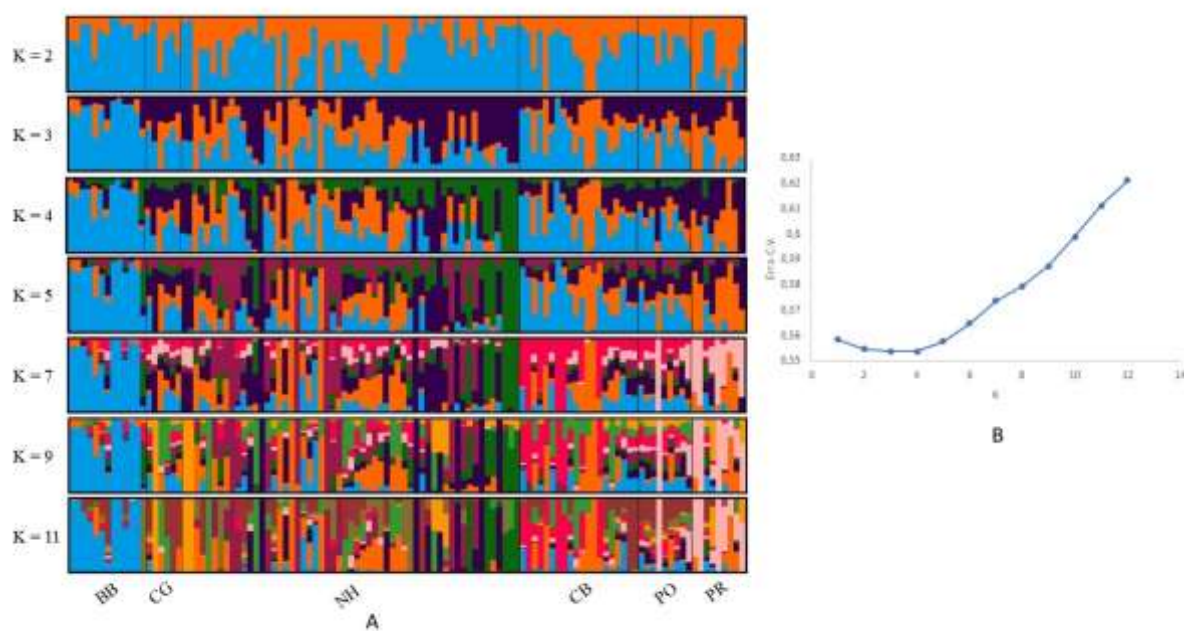 K = 2
K = 3
K = 4
K = 5
K = 7
K = 9
K = 11
BB
CG
NH
CB
PO
PR
A
0,63
0,62
0,61
0,6
0,59
0,58
0,57
0,56
0,55
Erro C.V.
0
2
4
6
8
10
12
14
K
B